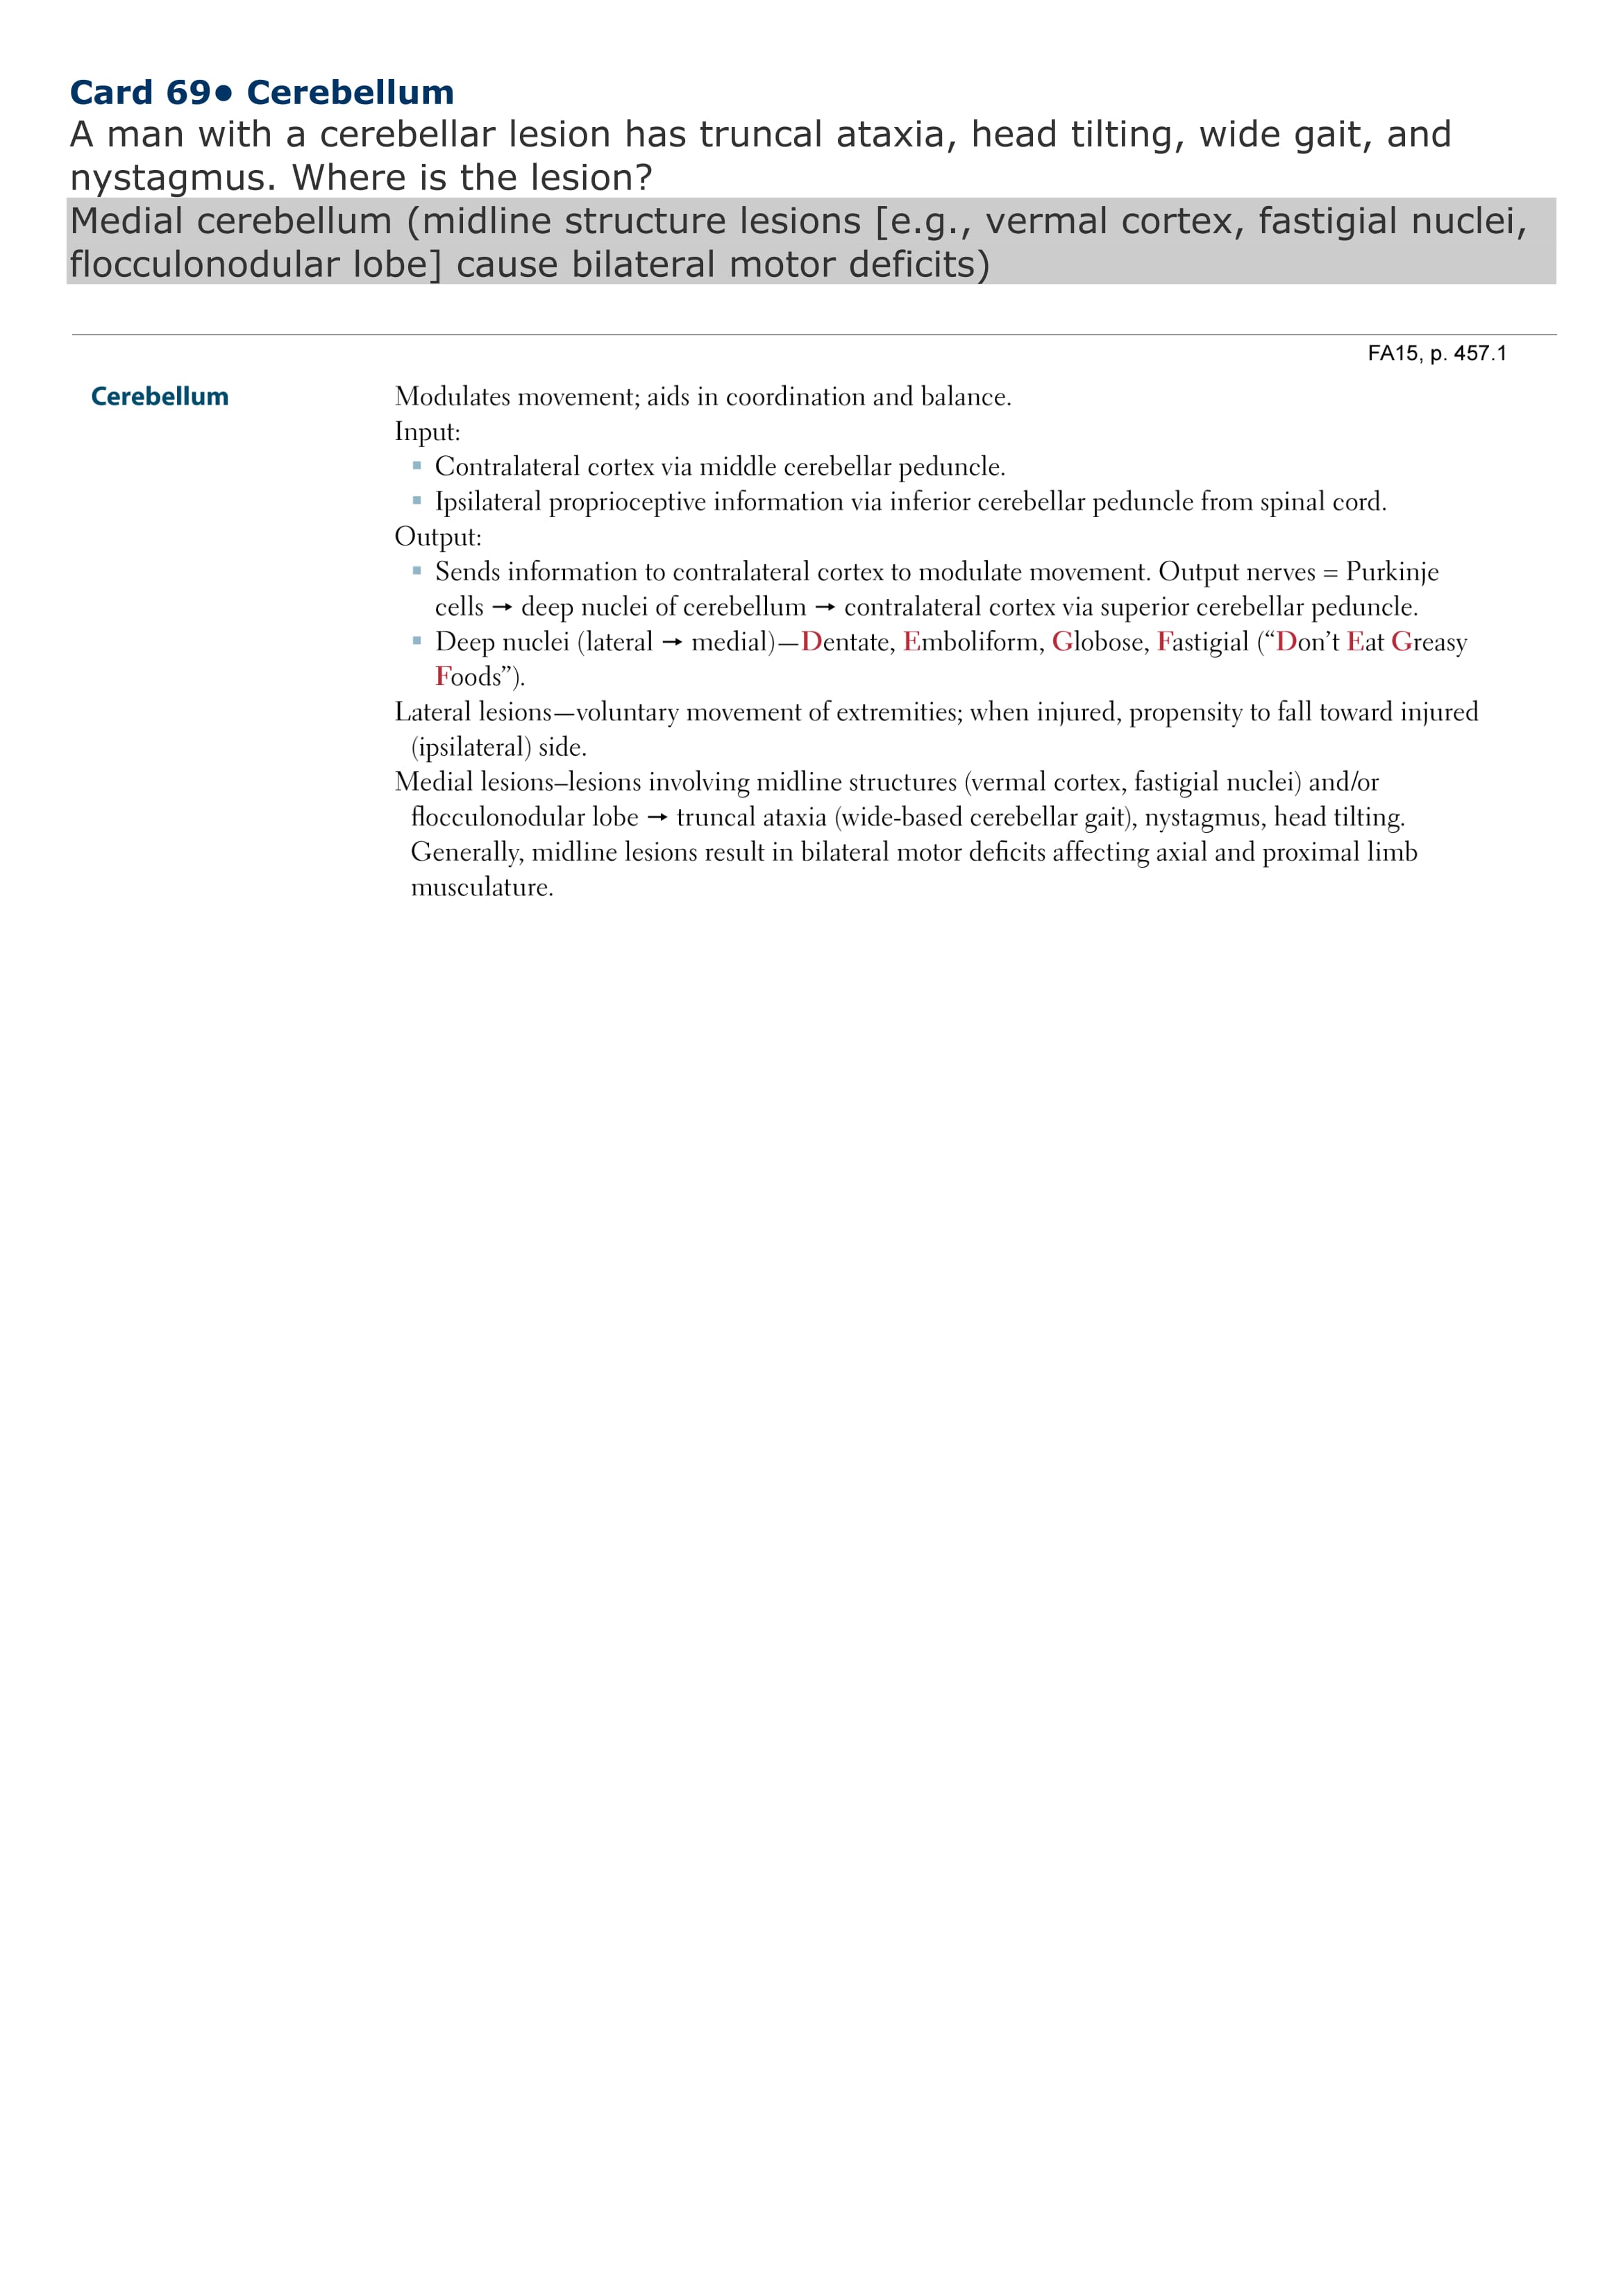 Card 69● Cerebellum
A man with a cerebellar lesion has truncal ataxia, head tilting, wide gait, and
nystagmus. Where is the lesion?
Medial cerebellum (midline structure lesions [e.g., vermal cortex, fastigial nuclei,
flocculonodular lobe] cause bilateral motor deficits)
FA15, p. 457.1
Cerebellum
Modulates movement; aids in coordination and balance.
Input:
▪ Contralateral cortex via middle cerebellar peduncle.
▪ Ipsilateral proprioceptive information via inferior cerebellar peduncle from spinal cord.
Output:
▪ Sends information to contralateral cortex to modulate movement. Output nerves = Purkinje
cells → deep nuclei of cerebellum → contralateral cortex via superior cerebellar peduncle.
▪ Deep nuclei (lateral → medial)—Dentate, Emboliform, Globose, Fastigial (“Don’t Eat Greasy
Foods”).
Lateral lesions—voluntary movement of extremities; when injured, propensity to fall toward injured
(ipsilateral) side.
Medial lesions–lesions involving midline structures (vermal cortex, fastigial nuclei) and/or
flocculonodular lobe → truncal ataxia (wide-based cerebellar gait), nystagmus, head tilting.
Generally, midline lesions result in bilateral motor deficits affecting axial and proximal limb
musculature.